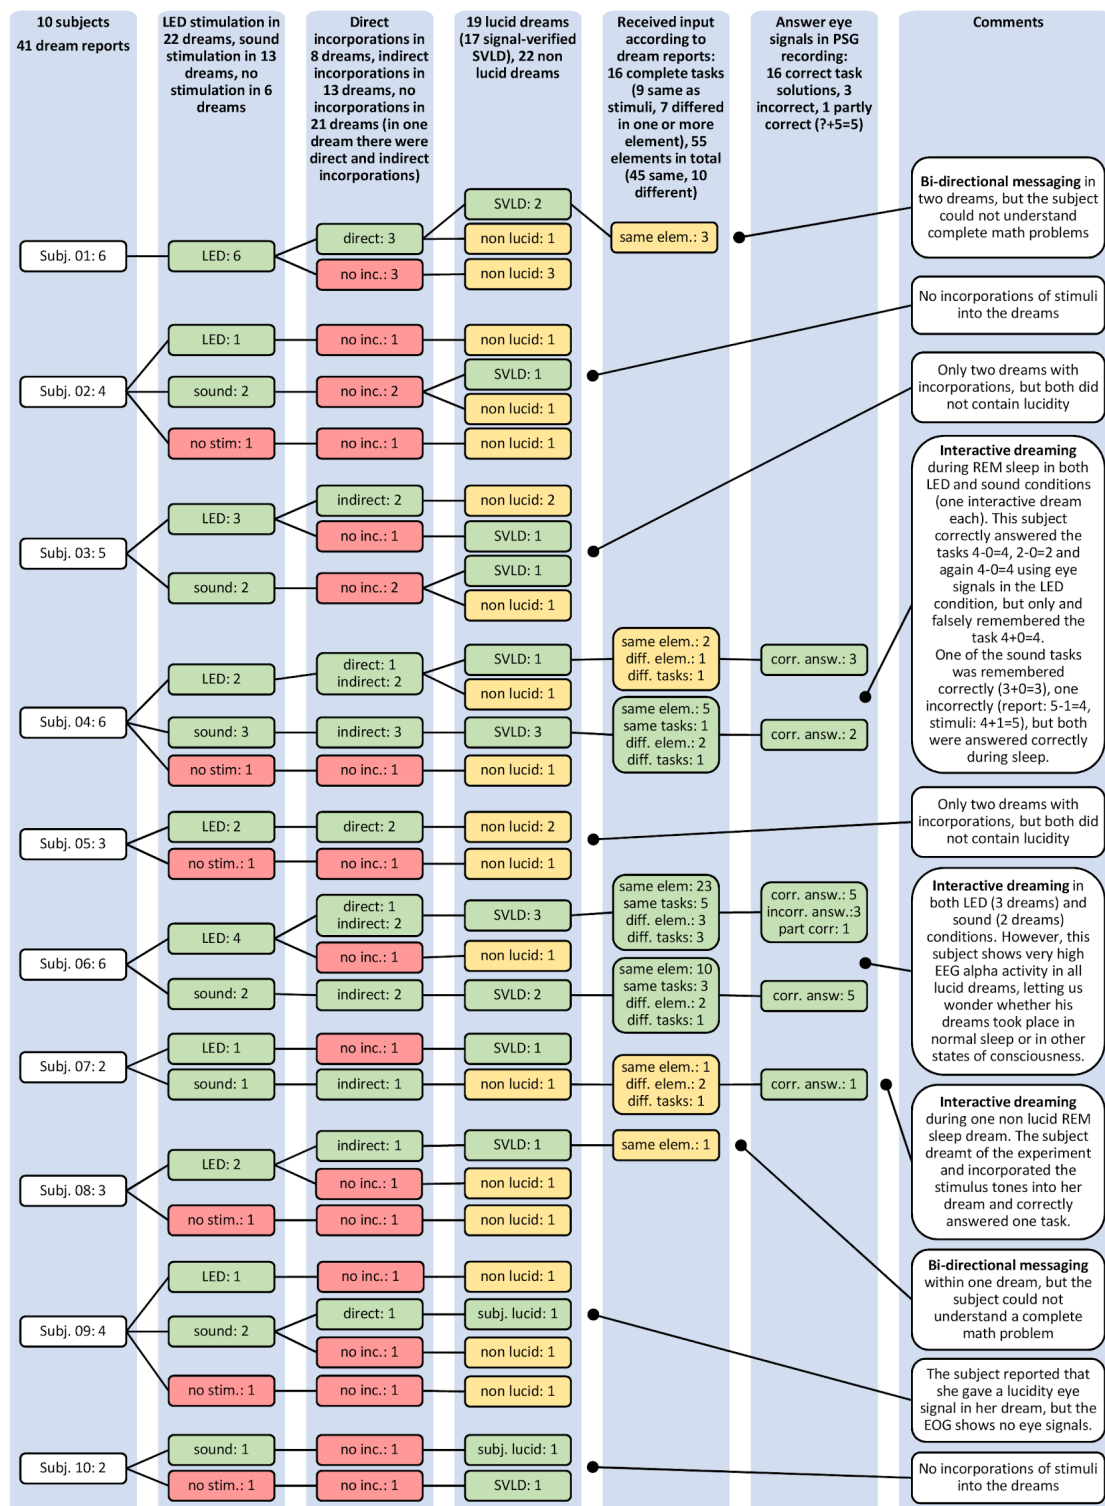 10 subjects
41 dream reports
LED stimulation in
22 dreams, sound
stimulation in 13
dreams, no
stimulation in 6
dreams
Direct
incorporations in
8 dreams, indirect
incorporations in
13 dreams, no
incorporations in
21 dreams (in one
dream there were
direct and indirect
incorporations)
19 lucid dreams
(17 signal-verified
SVLD), 22 non
lucid dreams
Received input
according to
dream reports:
16 complete tasks
(9 same as
stimuli, 7 differed
in one or more
element), 55
elements in total
(45 same, 10
different)
Answer eye
signals in PSG
recording:
16 correct task
solutions, 3
incorrect, 1 partly
correct (?+5=5)
Comments
Subj. 01: 6
LED: 6
direct: 3
no inc.: 3
SVLD: 2
non lucid: 1
non lucid: 3
same elem.: 3
Bi-directional messaging in
two dreams, but the subject
could not understand
complete math problems
Subj. 02: 4
LED: 1
no inc.: 1
non lucid: 1
sound: 2
no inc.: 2
SVLD: 1
non lucid: 1
no stim: 1
no inc.: 1
non lucid: 1
No incorporations of stimuli
into the dreams
Subj. 03: 5
LED: 3
indirect: 2
non lucid: 2
no inc.: 1
SVLD: 1
sound: 2
no inc.: 2
SVLD: 1
non lucid: 1
Only two dreams with
incorporations, but both did
not contain lucidity
Subj. 04: 6
LED: 2
direct: 1
indirect: 2
SVLD: 1
non lucid: 1
same elem.: 2
diff. elem.: 1
diff. tasks: 1
corr. answ.: 3
sound: 3
indirect: 3
SVLD: 3
same elem.: 5
same tasks: 1
diff. elem.: 2
diff. tasks: 1
corr. answ.: 2
no stim: 1
no inc.: 1
non lucid: 1
Interactive dreaming
during REM sleep in both
LED and sound conditions
(one interactive dream
each). This subject
correctly answered the
tasks 4-0=4, 2-0=2 and
again 4-0=4 using eye
signals in the LED
condition, but only and
falsely remembered the
task 4+0=4.
One of the sound tasks
was remembered
correctly (3+0=3), one
incorrectly (report: 5-1=4,
stimuli: 4+1=5), but both
were answered correctly
during sleep.
Subj. 05: 3
LED: 2
direct: 2
non lucid: 2
no stim.: 1
no inc.: 1
non lucid: 1
Only two dreams with
incorporations, but both did
not contain lucidity
Subj. 06: 6
LED: 4
direct: 1
indirect: 2
SVLD: 3
same elem: 23
same tasks: 5
diff. elem.: 3
diff. tasks: 3
corr. answ.: 5
incorr. answ.:3
part corr: 1
no inc.: 1
non lucid: 1
sound: 2
indirect: 2
SVLD: 2
same elem: 10
same tasks: 3
diff. elem.: 2
diff. tasks: 1
corr. answ: 5
Interactive dreaming in
both LED (3 dreams) and
sound (2 dreams)
conditions. However, this
subject shows very high
EEG alpha activity in all
lucid dreams, letting us
wonder whether his
dreams took place in
normal sleep or in other
states of consciousness.
Subj. 07: 2
LED: 1
no inc.: 1
SVLD: 1
sound: 1
indirect: 1
non lucid: 1
same elem.: 1
diff. elem.: 2
diff. tasks: 1
corr. answ.: 1
Interactive dreaming
during one non lucid REM
sleep dream. The subject
dreamt of the experiment
and incorporated the
stimulus tones into her
dream and correctly
answered one task.
Subj. 08: 3
LED: 2
indirect: 1
SVLD: 1
same elem.: 1
no inc.: 1
non lucid: 1
no stim.: 1
no inc.: 1
non lucid: 1
Bi-directional messaging
within one dream, but the
subject could not
understand a complete
math problem
Subj. 09: 4
LED: 1
no inc.: 1
non lucid: 1
sound: 2
direct: 1
subj. lucid: 1
no inc.: 1
non lucid: 1
no stim.: 1
no inc.: 1
non lucid: 1
The subject reported that
she gave a lucidity eye
signal in her dream, but the
EOG shows no eye signals.
Subj. 10: 2
sound: 1
no inc.: 1
subj. lucid: 1
no stim.: 1
no inc.: 1
SVLD: 1
No incorporations of stimuli
into the dreams